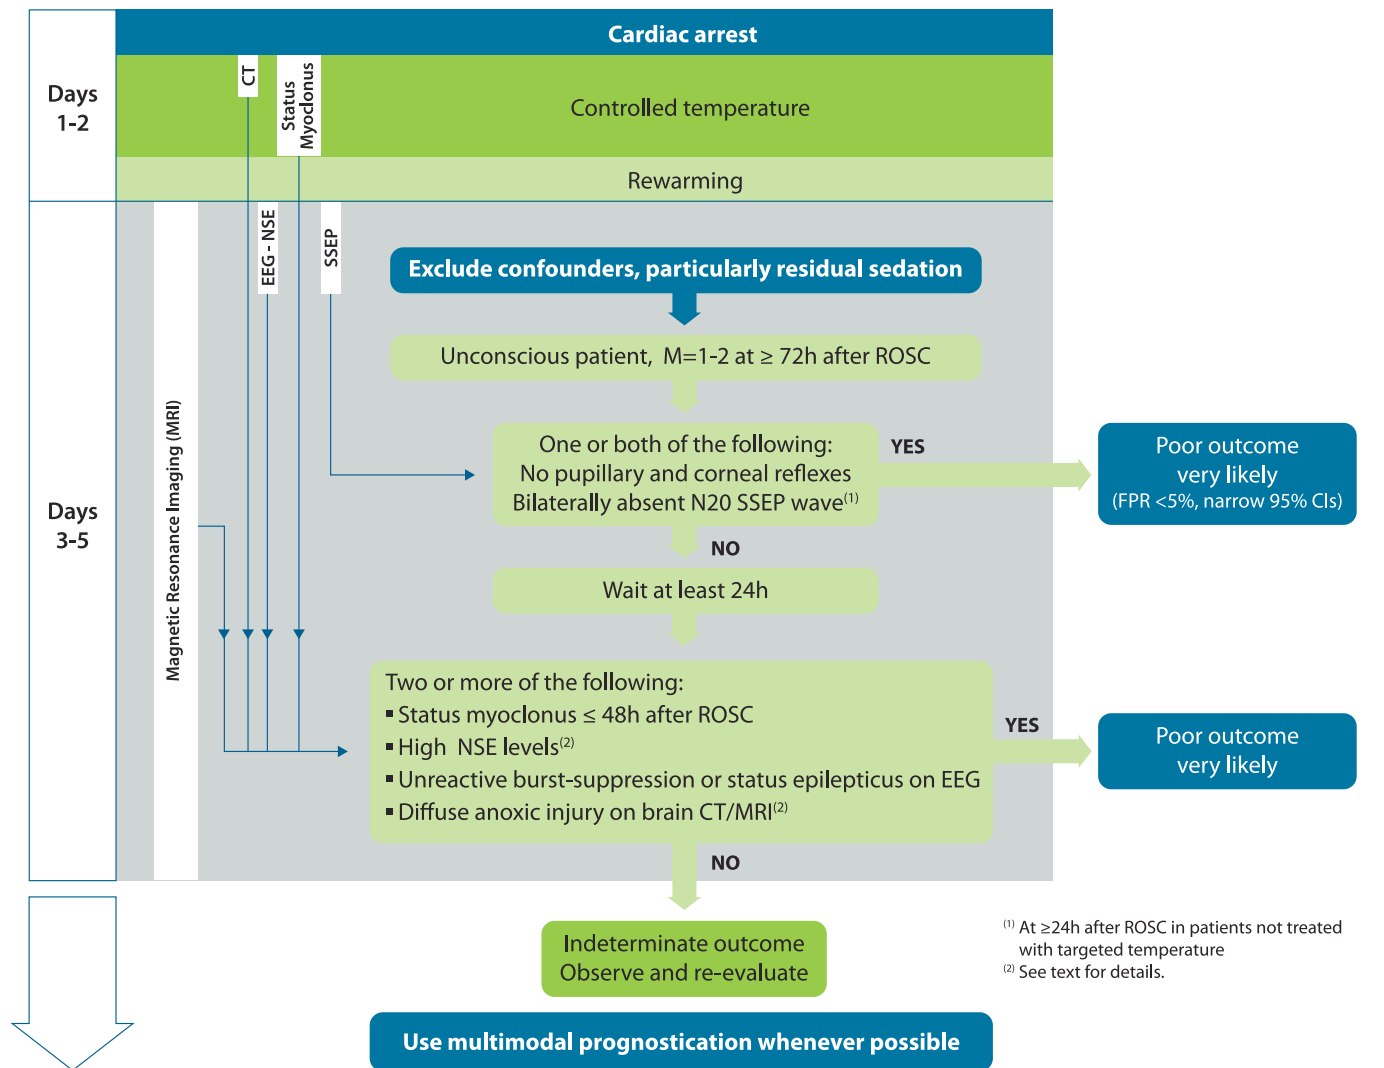 Cardiac arrest
Days
1-2
CT
Status
Myoclonus
Controlled temperature
Rewarming
Days
3-5
Magnetic Resonance Imaging (MRI)
EEG - NSE
SSEP
Exclude confounders, particularly residual sedation
Unconscious patient, M=1-2 at ≥ 72h after ROSC
One or both of the following:
No pupillary and corneal reflexes
Bilaterally absent N20 SSEP wave(1)
YES
Poor outcome
very likely
(FPR <5%, narrow 95% CIs)
NO
Wait at least 24h
Two or more of the following:
▪ Status myoclonus ≤ 48h after ROSC
▪ High NSE levels(2)
▪ Unreactive burst-suppression or status epilepticus on EEG
▪ Diffuse anoxic injury on brain CT/MRI(2)
YES
Poor outcome
very likely
NO
Indeterminate outcome
Observe and re-evaluate
(1) At ≥24h after ROSC in patients not treated
with targeted temperature
(2) See text for details.
Use multimodal prognostication whenever possible